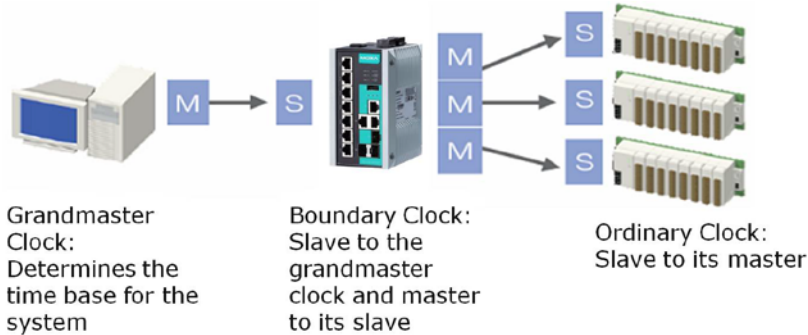 M
S
M
M
M
S
S
S
MOXA
Grandmaster
Clock:
Determines the
time base for the
system
Boundary Clock:
Slave to the
grandmaster
clock and master
to its slave
Ordinary Clock:
Slave to its master